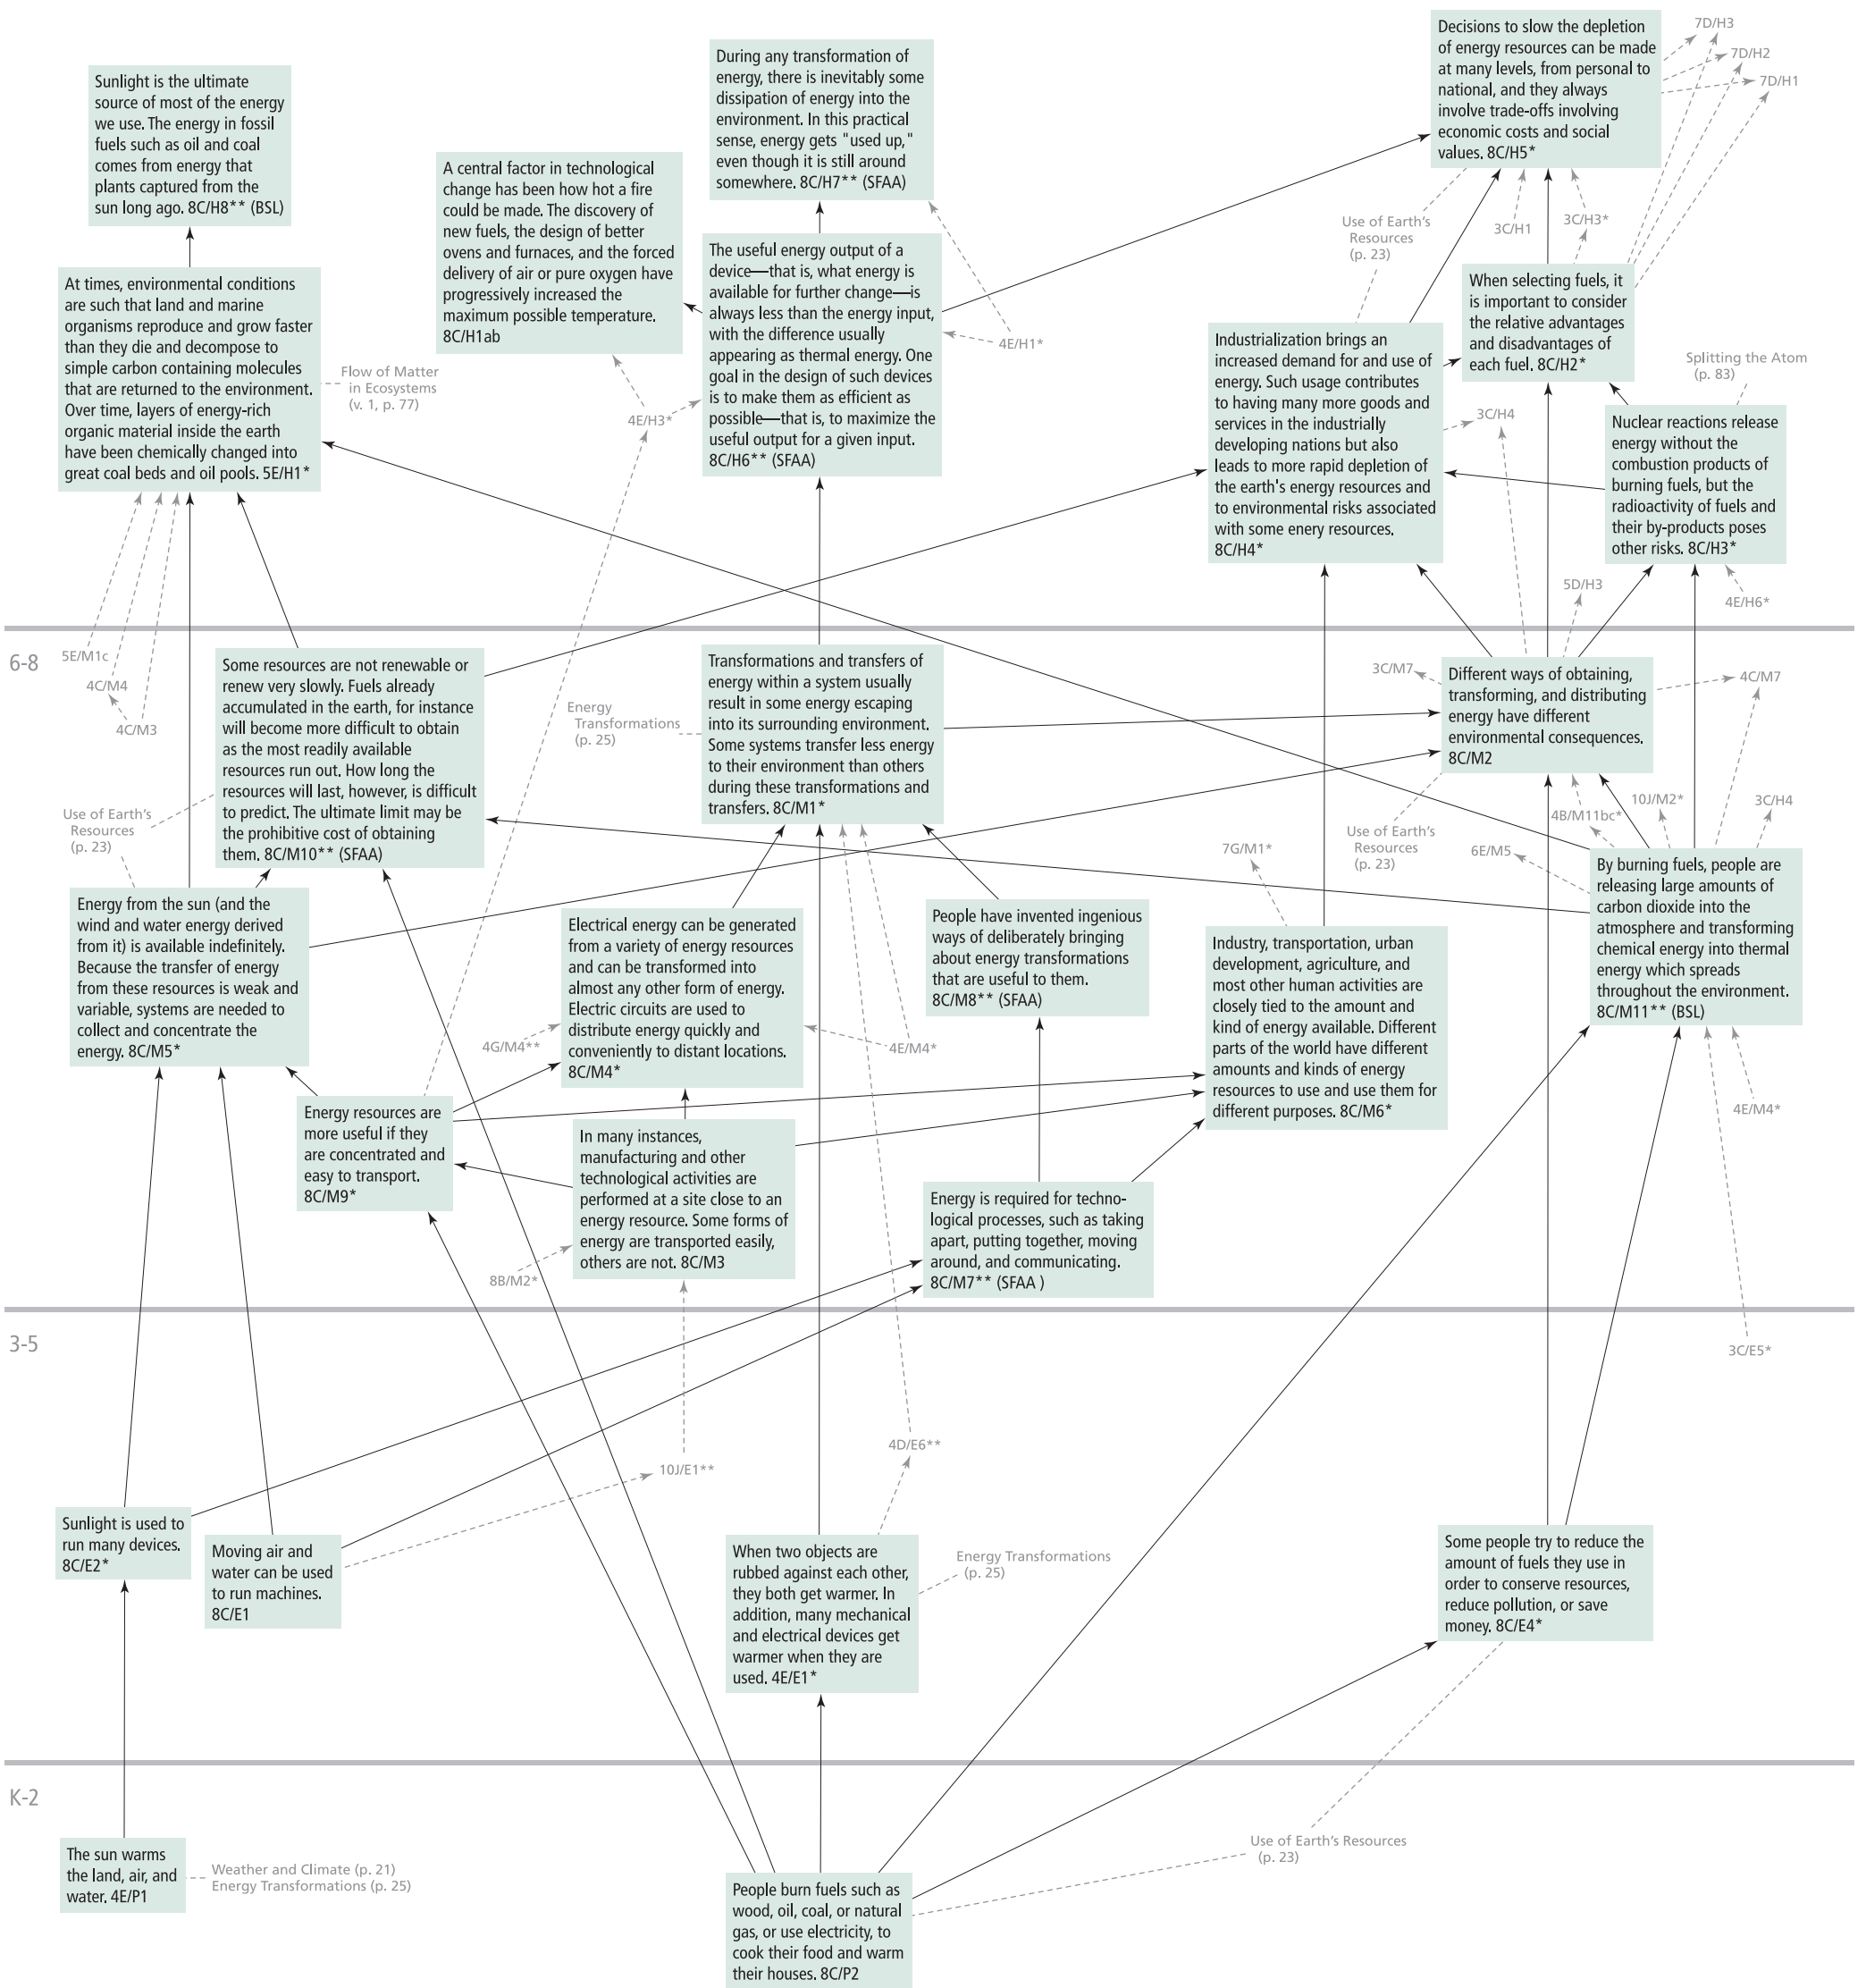 Sunlight is the ultimate
source of most of the energy
we use. The energy in fossil
fuels such as oil and coal
comes from energy that
plants captured from the
sun long ago. 8C/H8** (BSL)
A central factor in technological
change has been how hot a fire
could be made. The discovery of
new fuels, the design of better
ovens and furnaces, and the forced
delivery of air or pure oxygen have
progressively increased the
maximum possible temperature.
8C/H1ab
During any transformation of
energy, there is inevitably some
dissipation of energy into the
environment. In this practical
sense, energy gets "used up,"
even though it is still around
somewhere. 8C/H7** (SFAA)
Decisions to slow the depletion
of energy resources can be made
at many levels, from personal to
national, and they always
involve trade-offs involving
economic costs and social
values. 8C/H5*
7D/H3
7D/H2
7D/H1
At times, environmental conditions
are such that land and marine
organisms reproduce and grow faster
than they die and decompose to
simple carbon containing molecules
that are returned to the environment.
Over time, layers of energy-rich
organic material inside the earth
have been chemically changed into
great coal beds and oil pools. 5E/H1*
Flow of Matter
in Ecosystems
(v. 1, p. 77)
4E/H3*
The useful energy output of a
device—that is, what energy is
available for further change—is
always less than the energy input,
with the difference usually
appearing as thermal energy. One
goal in the design of such devices
is to make them as efficient as
possible—that is, to maximize the
useful output for a given input.
8C/H6** (SFAA)
4E/H1*
Use of Earth's
Resources
(p. 23)
3C/H1
3C/H3*
When selecting fuels, it
is important to consider
the relative advantages
and disadvantages of
each fuel. 8C/H2*
Industrialization brings an
increased demand for and use of
energy. Such usage contributes
to having many more goods and
services in the industrially
developing nations but also
leads to more rapid depletion of
the earth's energy resources and
to environmental risks associated
with some enery resources.
8C/H4*
3C/H4
Splitting the Atom
(p. 83)
Nuclear reactions release
energy without the
combustion products of
burning fuels, but the
radioactivity of fuels and
their by-products poses
other risks. 8C/H3*
5D/H3
4E/H6*
6-8
5E/M1c
4C/M4
4C/M3
Some resources are not renewable or
renew very slowly. Fuels already
accumulated in the earth, for instance
will become more difficult to obtain
as the most readily available
resources run out. How long the
resources will last, however, is difficult
to predict. The ultimate limit may be
the prohibitive cost of obtaining
them. 8C/M10** (SFAA)
Energy
Transformations
(p. 25)
Transformations and transfers of
energy within a system usually
result in some energy escaping
into its surrounding environment.
Some systems transfer less energy
to their environment than others
during these transformations and
transfers. 8C/M1*
3C/M7
Different ways of obtaining,
transforming, and distributing
energy have different
environmental consequences.
8C/M2
4C/M7
Use of Earth's
Resources
(p. 23)
Use of Earth's
Resources
(p. 23)
4B/M11bc*
10J/M2*
3C/H4
6E/M5
7G/M1*
By burning fuels, people are
releasing large amounts of
carbon dioxide into the
atmosphere and transforming
chemical energy into thermal
energy which spreads
throughout the environment.
8C/M11** (BSL)
Energy from the sun (and the
wind and water energy derived
from it) is available indefinitely.
Because the transfer of energy
from these resources is weak and
variable, systems are needed to
collect and concentrate the
energy. 8C/M5*
Electrical energy can be generated
from a variety of energy resources
and can be transformed into
almost any other form of energy.
Electric circuits are used to
distribute energy quickly and
conveniently to distant locations.
8C/M4*
4G/M4**
4E/M4*
People have invented ingenious
ways of deliberately bringing
about energy transformations
that are useful to them.
8C/M8** (SFAA)
Industry, transportation, urban
development, agriculture, and
most other human activities are
closely tied to the amount and
kind of energy available. Different
parts of the world have different
amounts and kinds of energy
resources to use and use them for
different purposes. 8C/M6*
4E/M4*
Energy resources are
more useful if they
are concentrated and
easy to transport.
8C/M9*
In many instances,
manufacturing and other
technological activities are
performed at a site close to an
energy resource. Some forms of
energy are transported easily,
others are not. 8C/M3
8B/M2*
Energy is required for techno-
logical processes, such as taking
apart, putting together, moving
around, and communicating.
8C/M7** (SFAA )
3-5
3C/E5*
4D/E6**
10J/E1**
Sunlight is used to
run many devices.
8C/E2*
Moving air and
water can be used
to run machines.
8C/E1
When two objects are
rubbed against each other,
they both get warmer. In
addition, many mechanical
and electrical devices get
warmer when they are
used. 4E/E1*
Energy Transformations
(p. 25)
Some people try to reduce the
amount of fuels they use in
order to conserve resources,
reduce pollution, or save
money. 8C/E4*
K-2
The sun warms
the land, air, and
water. 4E/P1
Weather and Climate (p. 21)
Energy Transformations (p. 25)
Use of Earth's Resources
(p. 23)
People burn fuels such as
wood, oil, coal, or natural
gas, or use electricity, to
cook their food and warm
their houses. 8C/P2